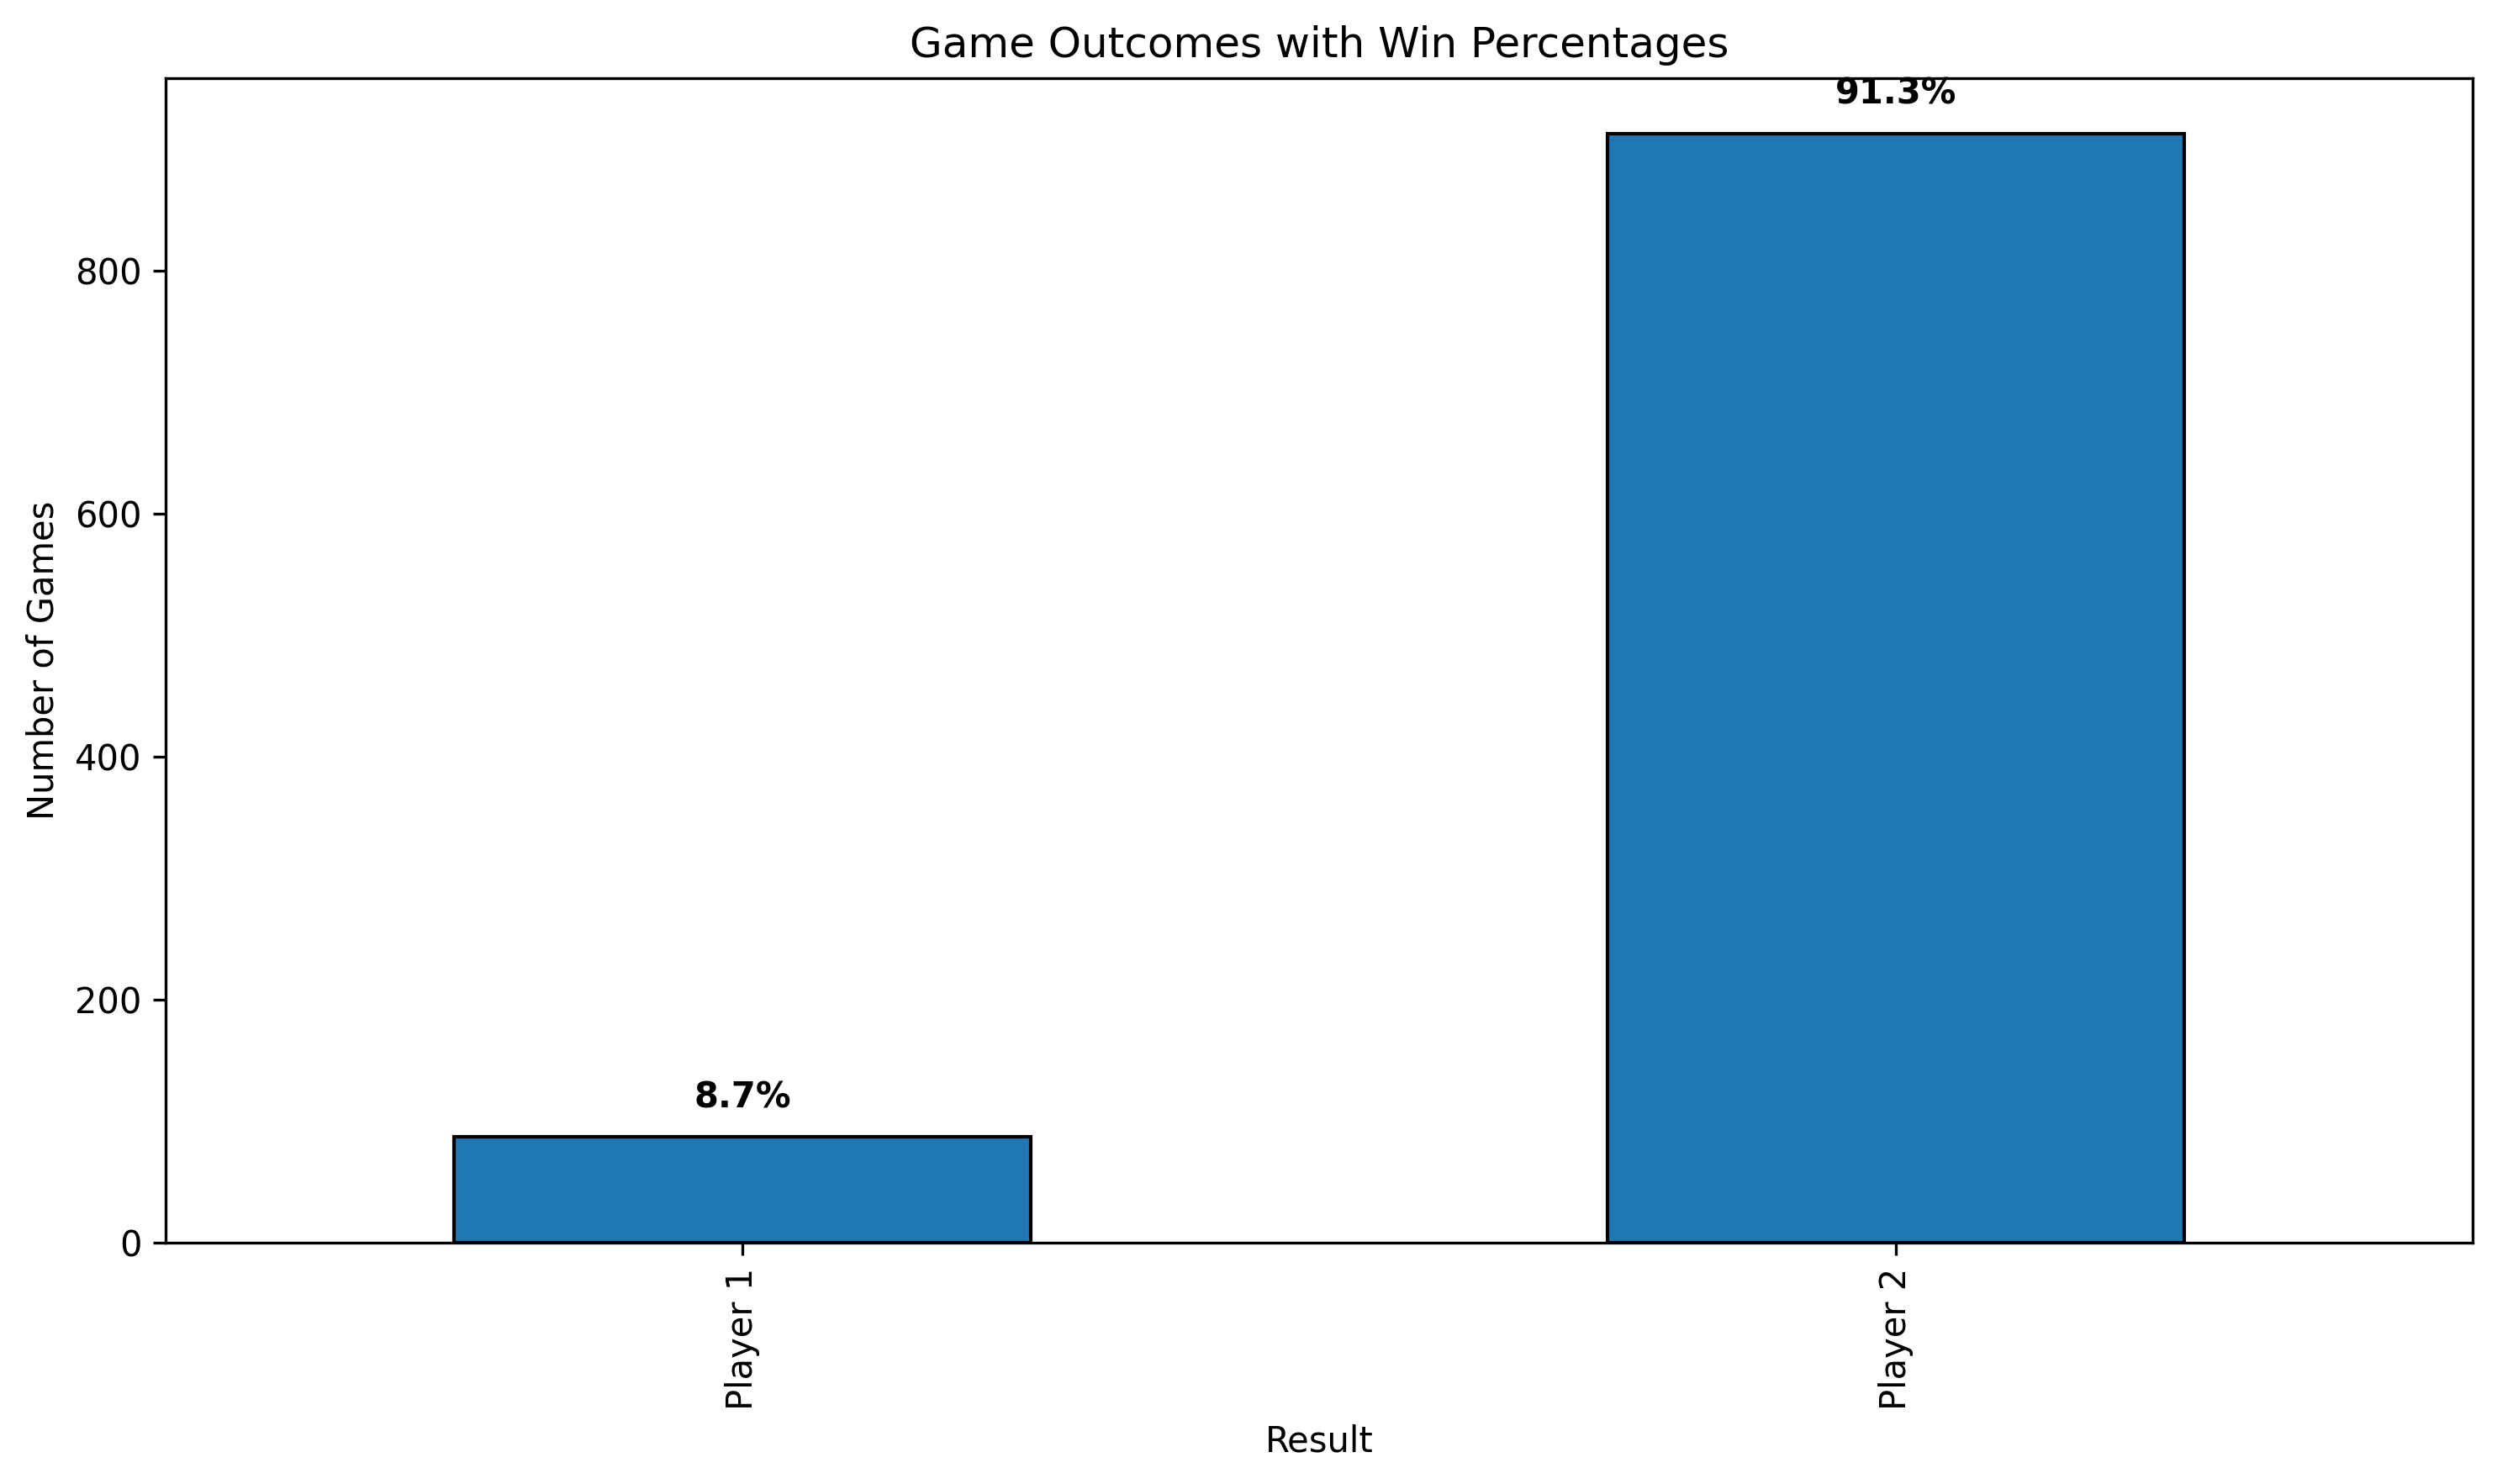 Game Outcomes with Win Percentages
91.3%
800
600
400
200
0
Number of Games
8.7%
Player 1
Player 2
Result